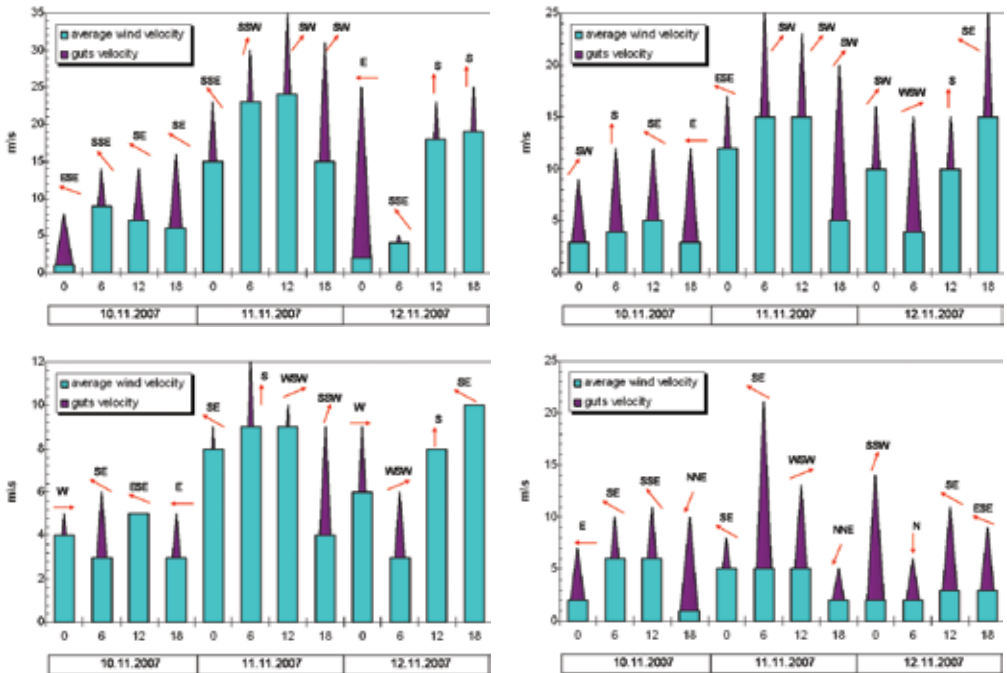 35
30
25
20
15
10
5
0
m\s
average wind velocity
guts velocity
ESE
SSE
SE
SE
SSE
SSW
SW
SW
E
SSE
S
S
0 6 12 18 0 6 12 18 0 6 12 18
10.11.2007 11.11.2007 12.11.2007
25
20
15
10
5
0
m\s
average wind velocity
guts velocity
SW
S
SE
E
ESE
SW
SW
SW
SW
WSW
S
SE
0 6 12 18 0 6 12 18 0 6 12 18
10.11.2007 11.11.2007 12.11.2007
12
10
8
6
4
2
0
m\s
average wind velocity
guts velocity
W
SE
ESE
E
SE
S
WSW
SSW
W
WSW
S
SE
0 6 12 18 0 6 12 18 0 6 12 18
10.11.2007 11.11.2007 12.11.2007
25
20
15
10
5
0
m\s
average wind velocity
guts velocity
E
SE
SSE
NNE
SE
SE
WSW
NNE
SSW
N
SE
ESE
0 6 12 18 0 6 12 18 0 6 12 18
10.11.2007 11.11.2007 12.11.2007